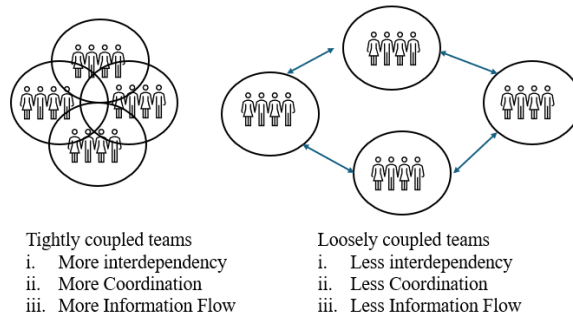 Tightly coupled teams
i. More interdependency
ii. More Coordination
iii. More Information Flow
Loosely coupled teams
i. Less interdependency
ii. Less Coordination
iii. Less Information Flow